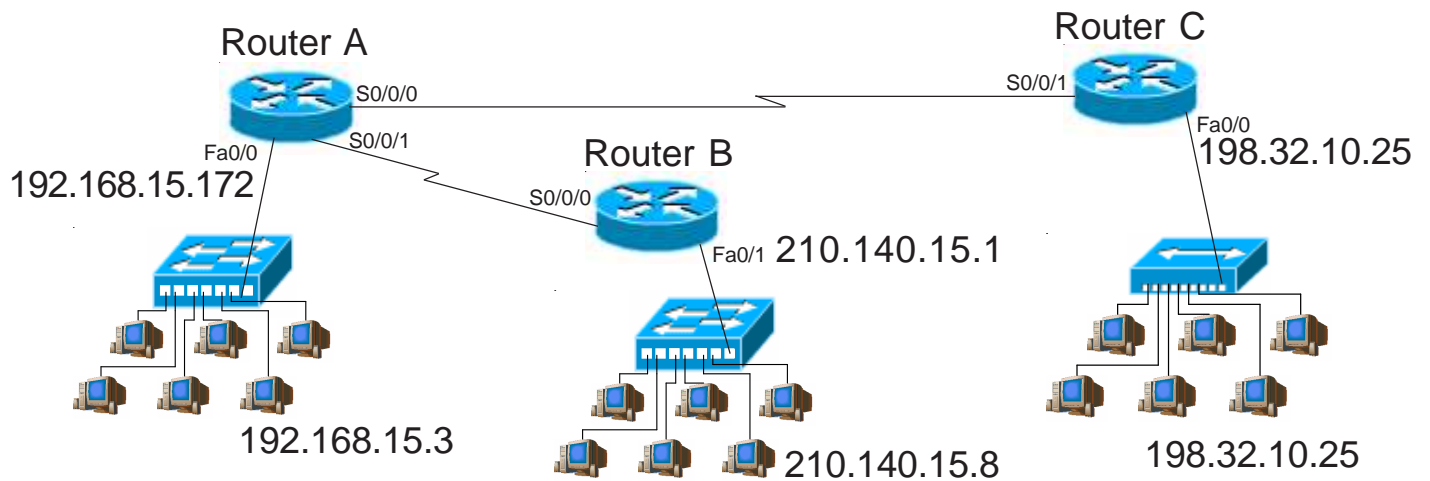 Router A
Router C
S0/0/0
S0/0/1
Fa0/0
S0/0/1
Router B
Fa0/0
198.32.10.25
192.168.15.172
S0/0/0
Fa0/1
210.140.15.1
192.168.15.3
210.140.15.8
198.32.10.25